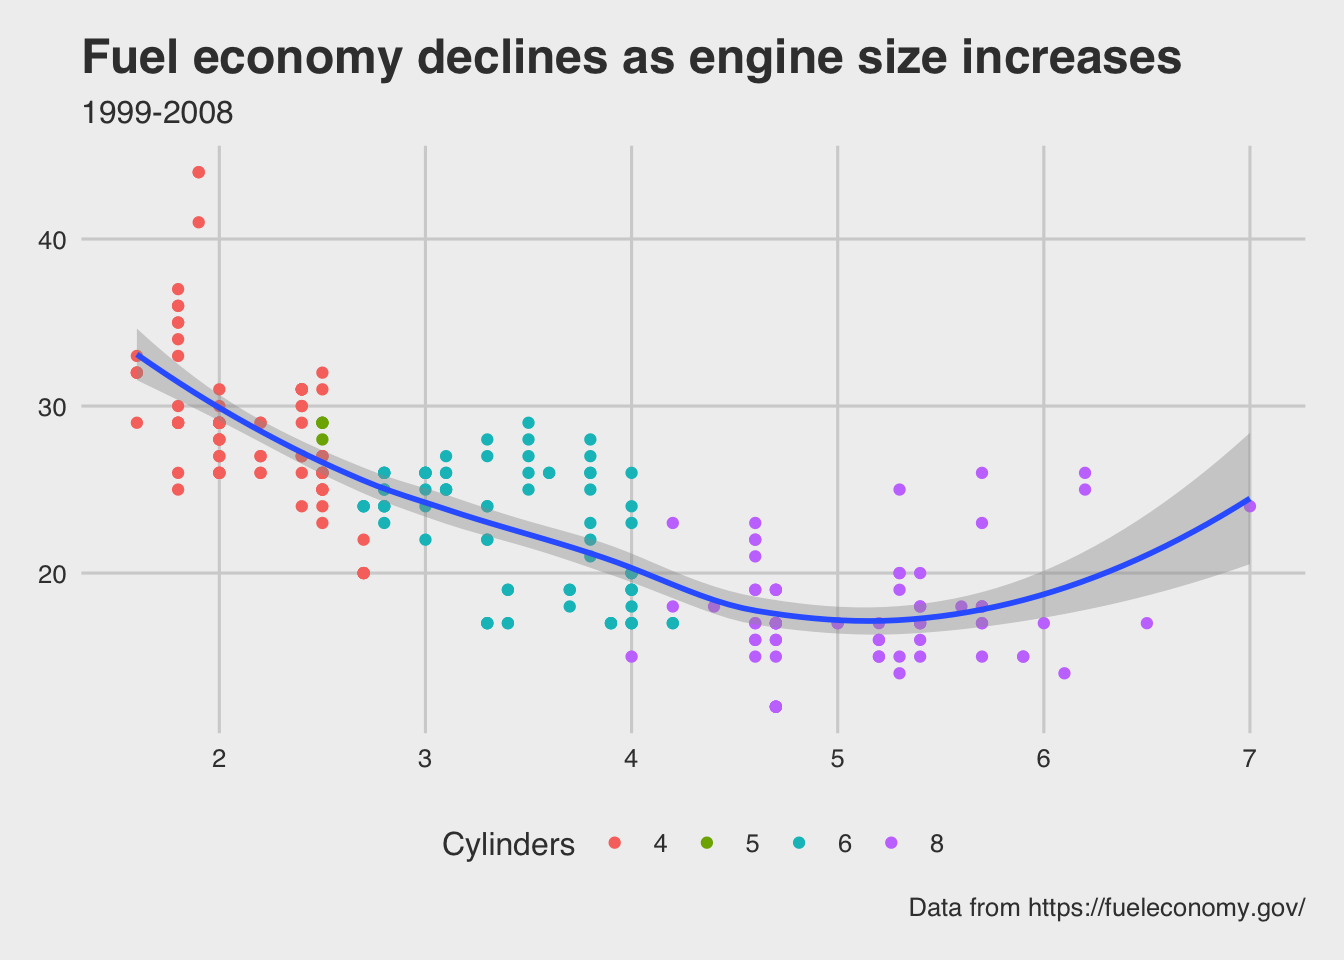 Fuel economy declines as engine size increases
1999-2008
40
30
20
2 3 4 5 6 7
Cylinders 4 5 6 8
Data from https://fueleconomy.gov/